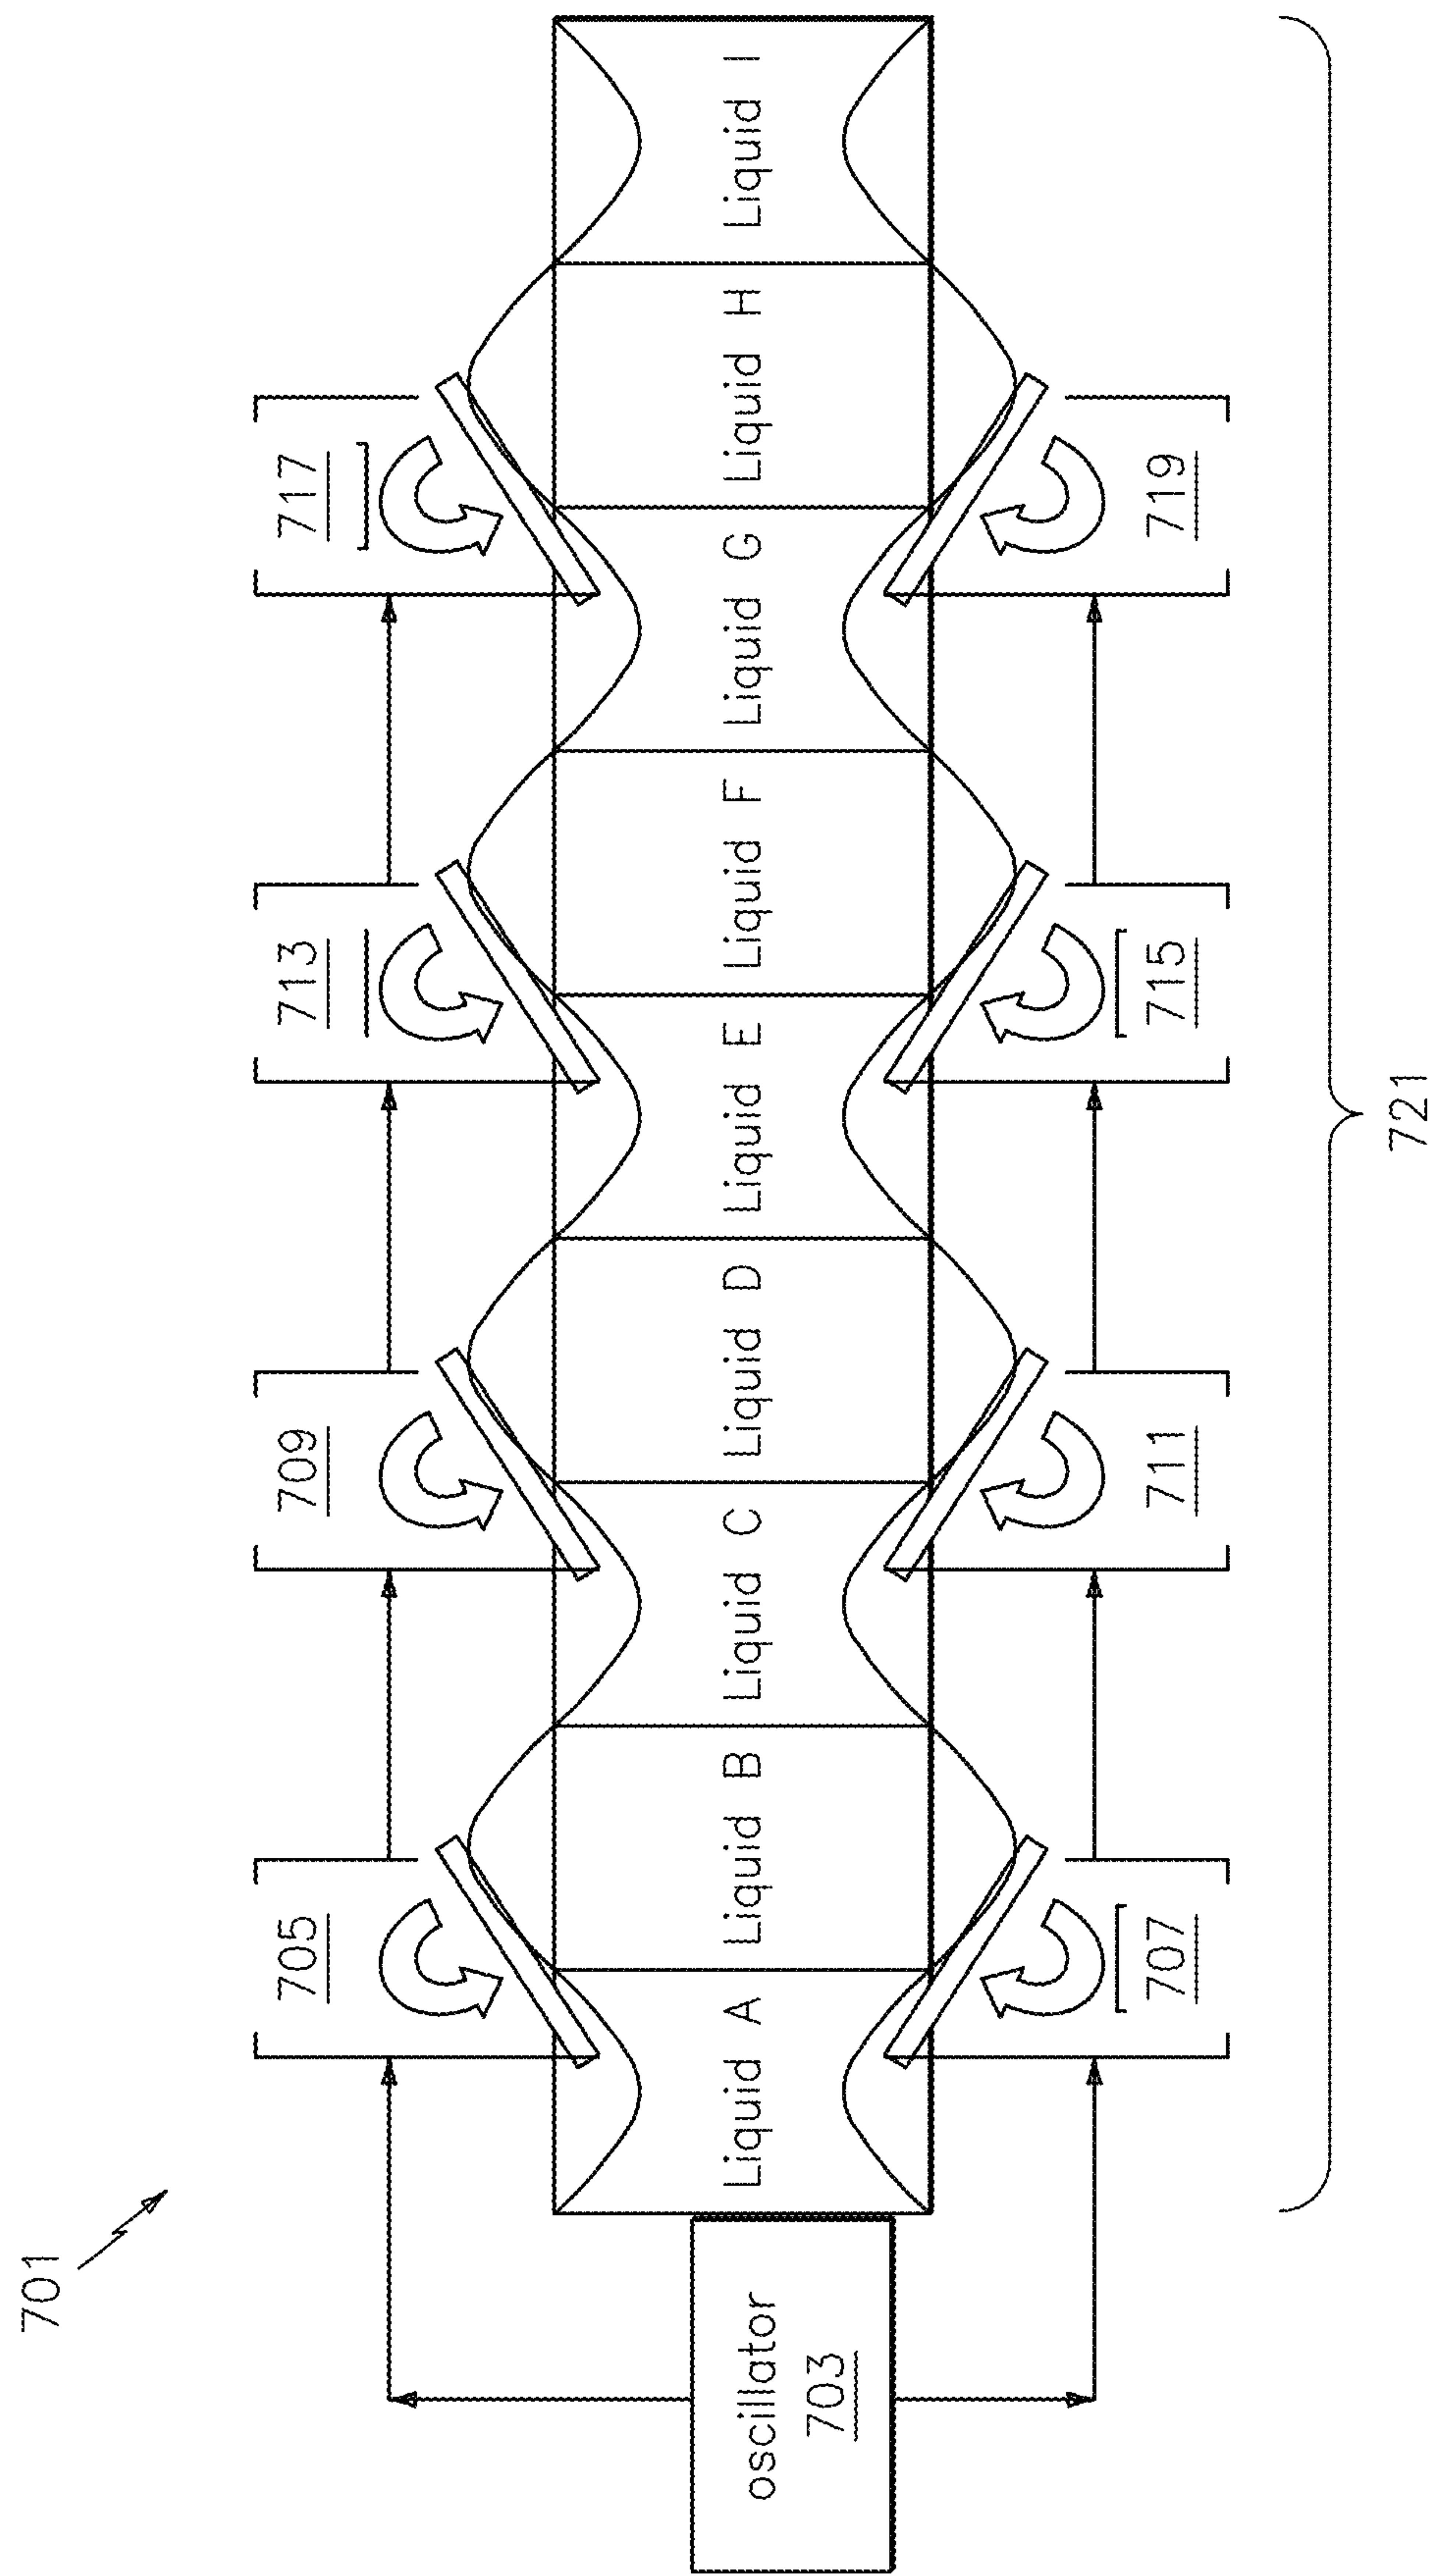 701
705
709
713
717
oscillator
703
Liquid A
Liquid B
Liquid C
Liquid D
Liquid E
Liquid F
Liquid G
Liquid H
Liquid I
707
711
715
719
721